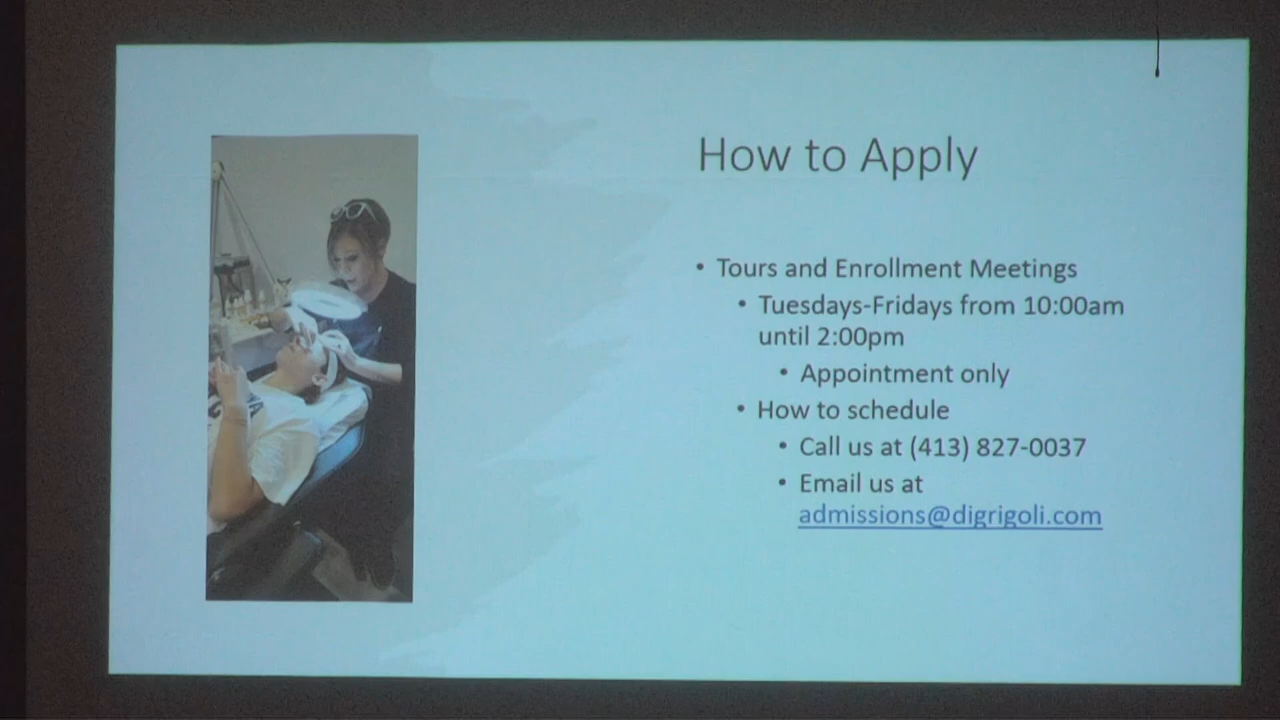 How to Apply
• Tours and Enrollment Meetings
• Tuesdays-Fridays from 10:00am
until 2:00pm
• Appointment only
• How to schedule
• Call us at (413) 827-0037
• Email us at
admissions@digrigoli.com